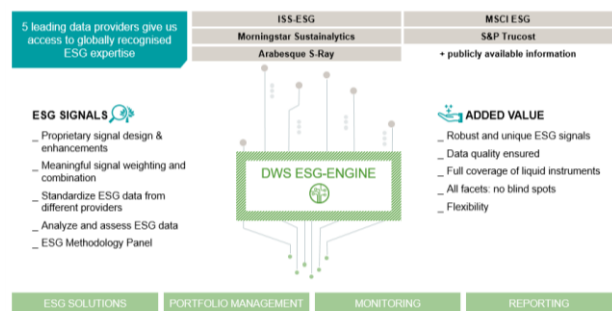 5 leading data providers give us
access to globally recognised
ESG expertise
ISS-ESG
Morningstar Sustainalytics
Arabesque S-Ray
MSCI ESG
S&P Trucost
+ publicly available information
ESG SIGNALS
_ Proprietary signal design &
enhancements
_ Meaningful signal weighting and
combination
_ Standardize ESG data from
different providers
_ Analyze and assess ESG data
_ ESG Methodology Panel
DWS ESG-ENGINE
ADDED VALUE
_ Robust and unique ESG signals
_ Data quality ensured
_ Full coverage of liquid instruments
_ All facets: no blind spots
_ Flexibility
ESG SOLUTIONS
PORTFOLIO MANAGEMENT
MONITORING
REPORTING